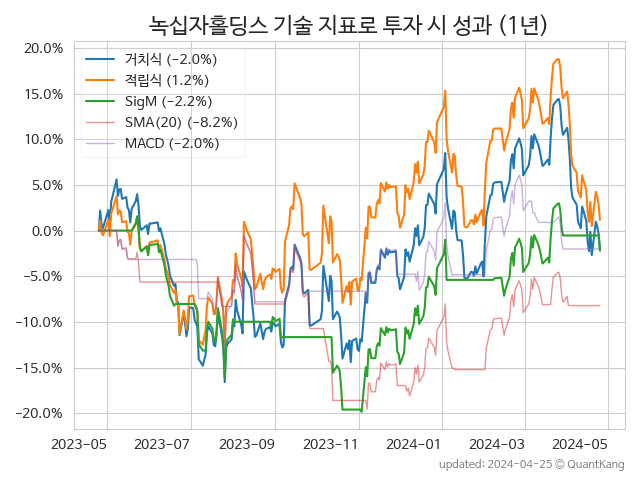 녹십자홀딩스 기술 지표로 투자 시 성과 (1년)
20.0%
15.0%
10.0%
5.0%
0.0%
−5.0%
−10.0%
−15.0%
−20.0%
거치식 (−2.0%)
적립식 (1.2%)
SigM (−2.2%)
SMA(20) (−8.2%)
MACD (−2.0%)
2023-05
2023-07
2023-09
2023-11
2024-01
2024-03
2024-05
updated: 2024-04-25 © QuantKang